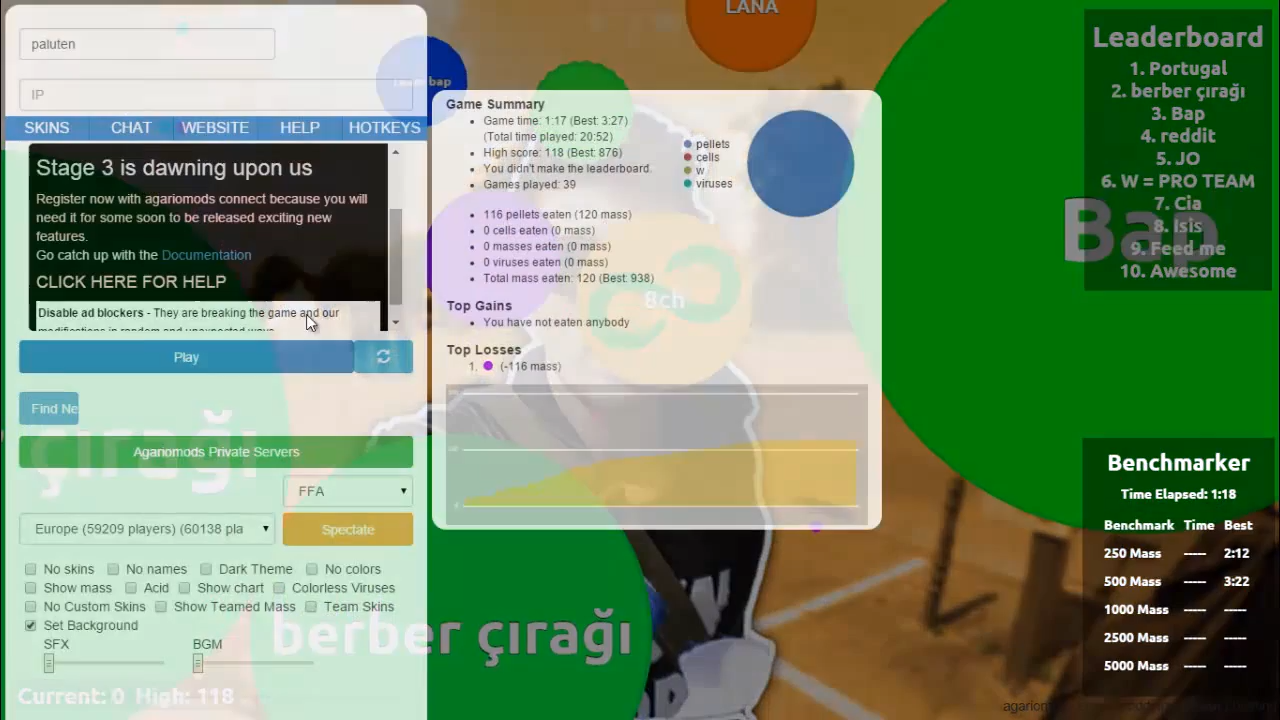 paluten
IP
SKINS CHAT WEBSITE HELP HOTKEYS
Stage 3 is dawning upon us
Register now with agariomods connect because you will
need it for some soon to be released exciting new
features.
Go catch up with the Documentation
CLICK HERE FOR HELP
Disable ad blockers - They are breaking the game and our
modifications in random and unexpected ways
Play
Find Ne
Agariomods Private Servers
FFA
Europe (59209 players) (60138 pla
Spectate
No skins No names Dark Theme No colors
Show mass Acid Show chart Colorless Viruses
No Custom Skins Show Teamed Mass Team Skins
Set Background
SFX BGM
Current: 0 High: 118
Game Summary
Game time: 1:17 (Best: 3:27)
(Total time played: 20:52)
High score: 118 (Best: 876)
You didn't make the leaderboard.
Games played: 39
116 pellets eaten (120 mass)
0 cells eaten (0 mass)
0 masses eaten (0 mass)
0 viruses eaten (0 mass)
Total mass eaten: 120 (Best: 938)
pellets
cells
w
viruses
Top Gains
You have not eaten anybody
Top Losses
1. (-116 mass)
LANA
bap
8ch
Bap
çırağı
berber çırağı
Leaderboard
1. Portugal
2. berber çırağı
3. Bap
4. reddit
5. JO
6. W = PRO TEAM
7. Cia
8. Isis
9. Feed me
10. Awesome
Benchmarker
Time Elapsed: 1:18
Benchmark Time Best
250 Mass ----- 2:12
500 Mass ----- 3:22
1000 Mass ----- -----
2500 Mass ----- -----
5000 Mass ----- -----